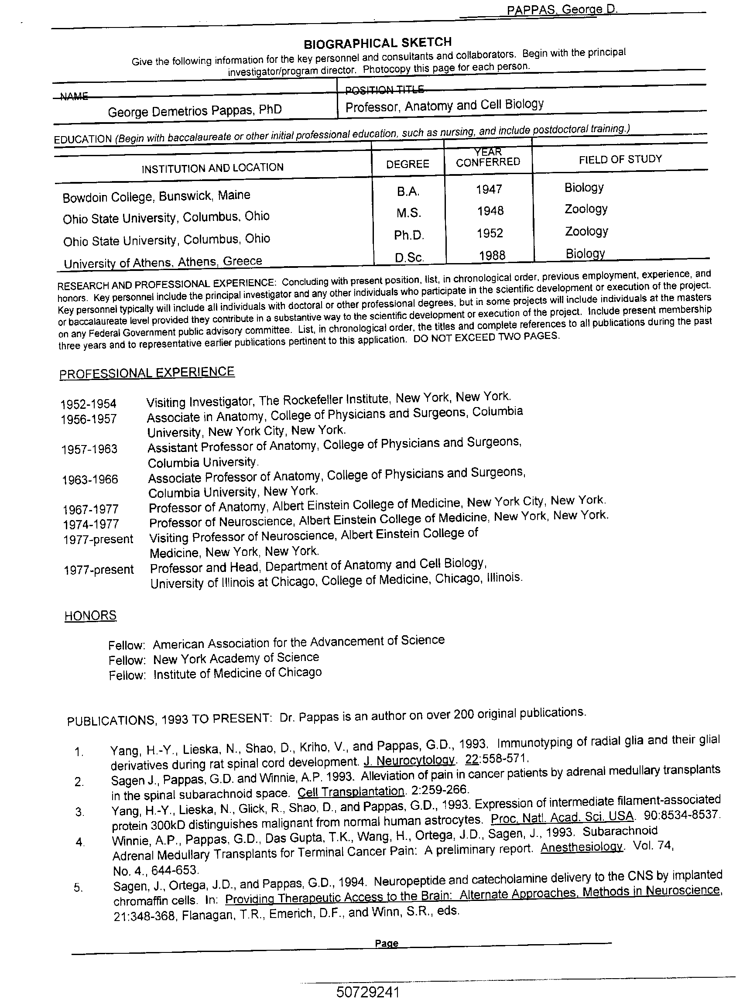 PAPPAS, George D.
BIOGRAPHICAL SKETCH
Give the following information for the key personnel and consultants and collaborators. Begin with the principal
investigator/program director. Photocopy this page for each person.
NAME
POSITION TITLE
George Demetrios Pappas, PhD
Professor, Anatomy and Cell Biology
EDUCATION (Begin with baccalaureate or other initial professional education, such as nursing, and include postdoctoral training.)
INSTITUTION AND LOCATION DEGREE YEAR CONFERRED FIELD OF STUDY
Bowdoin College, Bunswick, Maine B.A. 1947 Biology
Ohio State University, Columbus, Ohio M.S. 1948 Zoology
Ohio State University, Columbus, Ohio Ph.D. 1952 Zoology
University of Athens, Athens, Greece D.Sc. 1988 Biology
RESEARCH AND PROFESSIONAL EXPERIENCE: Concluding with present position, list, in chronological order, previous employment, experience, and
honors. Key personnel include the principal investigator and any other individuals who participate in the scientific development or execution of the project.
Key personnel typically will include all individuals with doctoral or other professional degrees, but in some projects will include individuals at the masters
or baccalaureate level provided they contribute in a substantive way to the scientific development or execution of the project. Include present membership
on any Federal Government public advisory committee. List, in chronological order, the titles and complete references to all publications during the past
three years and to representative earlier publications pertinent to this application. DO NOT EXCEED TWO PAGES.
PROFESSIONAL EXPERIENCE
1952-1954 Visiting Investigator, The Rockefeller Institute, New York, New York.
1956-1957 Associate in Anatomy, College of Physicians and Surgeons, Columbia
University, New York City, New York.
1957-1963 Assistant Professor of Anatomy, College of Physicians and Surgeons,
Columbia University.
1963-1966 Associate Professor of Anatomy, College of Physicians and Surgeons,
Columbia University, New York.
1967-1977 Professor of Anatomy, Albert Einstein College of Medicine, New York City, New York.
1974-1977 Professor of Neuroscience, Albert Einstein College of Medicine, New York, New York.
1977-present Visiting Professor of Neuroscience, Albert Einstein College of
Medicine, New York, New York.
1977-present Professor and Head, Department of Anatomy and Cell Biology,
University of Illinois at Chicago, College of Medicine, Chicago, Illinois.
HONORS
Fellow: American Association for the Advancement of Science
Fellow: New York Academy of Science
Fellow: Institute of Medicine of Chicago
PUBLICATIONS, 1993 TO PRESENT: Dr. Pappas is an author on over 200 original publications.
1. Yang, H.-Y., Lieska, N., Shao, D., Kriho, V., and Pappas, G.D., 1993. Immunotyping of radial glia and their glial
derivatives during rat spinal cord development. J. Neurocytology. 22:558-571.
2. Sagen J., Pappas, G.D. and Winnie, A.P. 1993. Alleviation of pain in cancer patients by adrenal medullary transplants
in the spinal subarachnoid space. Cell Transplantation. 2:259-266.
3. Yang, H.-Y., Lieska, N., Glick, R., Shao, D., and Pappas, G.D., 1993. Expression of intermediate filament-associated
protein 300kD distinguishes malignant from normal human astrocytes. Proc. Natl. Acad. Sci. USA. 90:8534-8537.
4. Winnie, A.P., Pappas, G.D., Das Gupta, T.K., Wang, H., Ortega, J.D., Sagen, J., 1993. Subarachnoid
Adrenal Medullary Transplants for Terminal Cancer Pain: A preliminary report. Anesthesiology. Vol. 74,
No. 4., 644-653.
5. Sagen, J., Ortega, J.D., and Pappas, G.D., 1994. Neuropeptide and catecholamine delivery to the CNS by implanted
chromaffin cells. In: Providing Therapeutic Access to the Brain: Alternate Approaches, Methods in Neuroscience,
21:348-368, Flanagan, T.R., Emerich, D.F., and Winn, S.R., eds.
Page
50729241